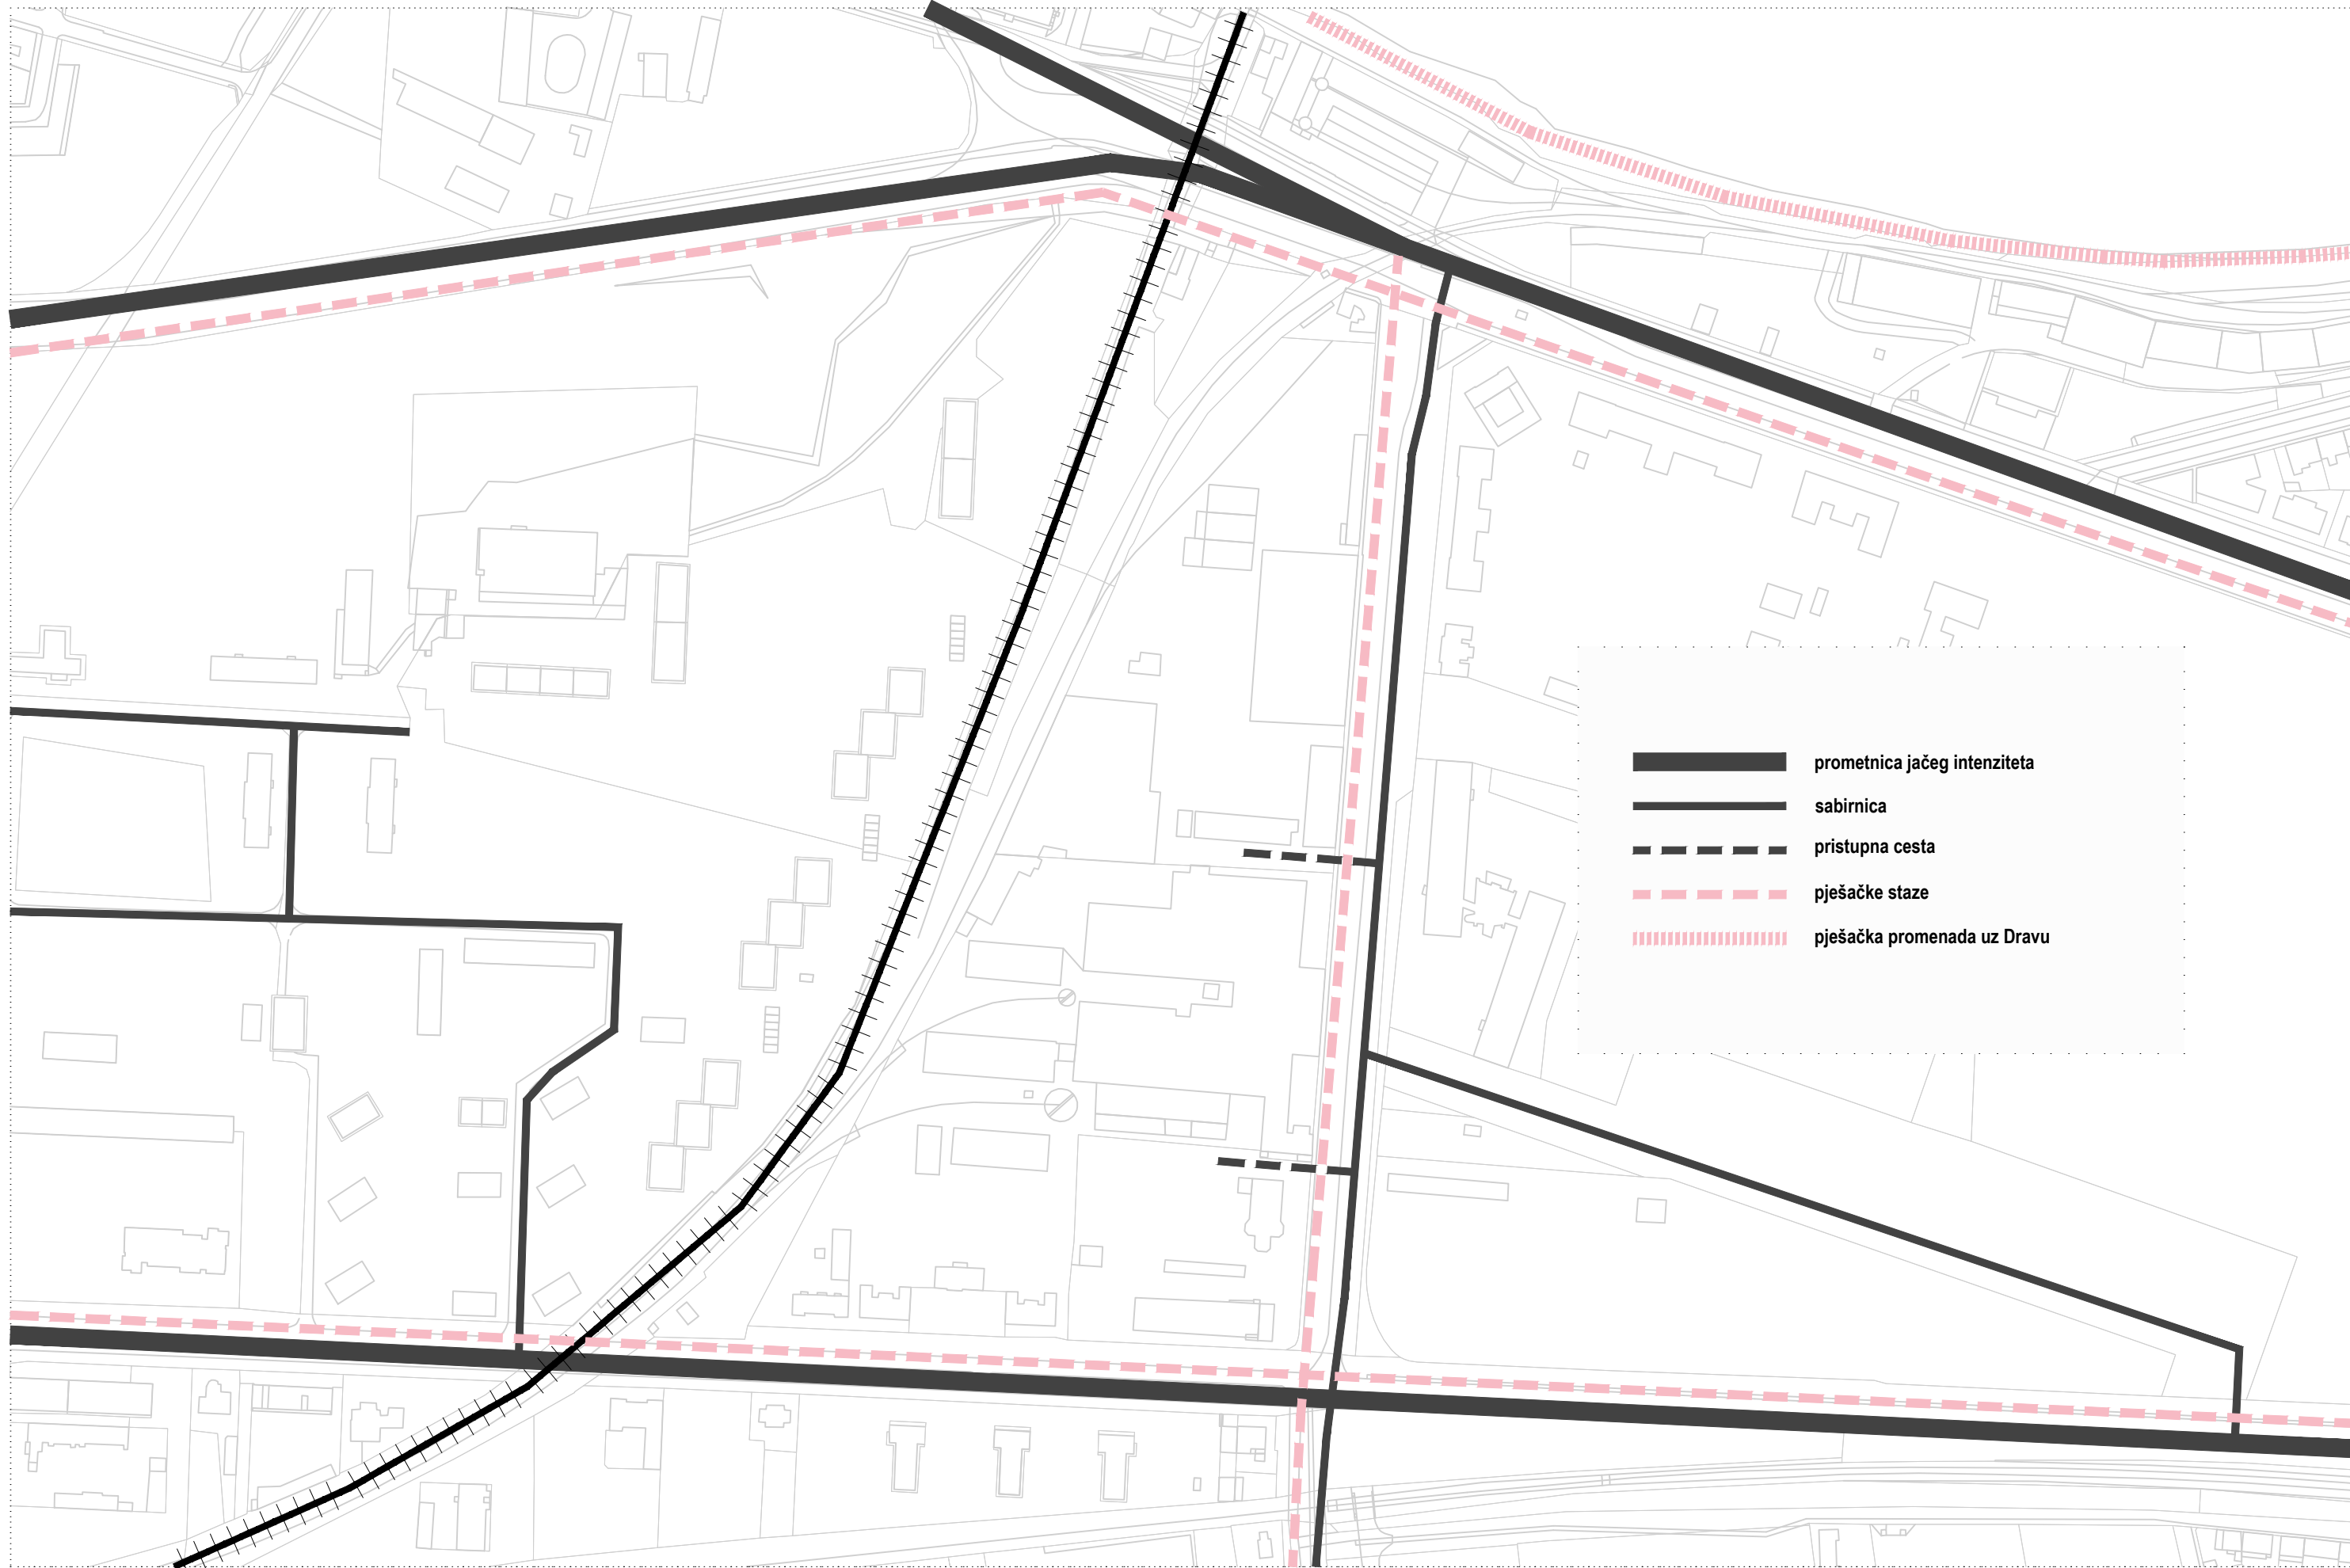 prometnica jačeg intenziteta
sabirnica
pristupna cesta
pješačke staze
pješačka promenada uz Dravu